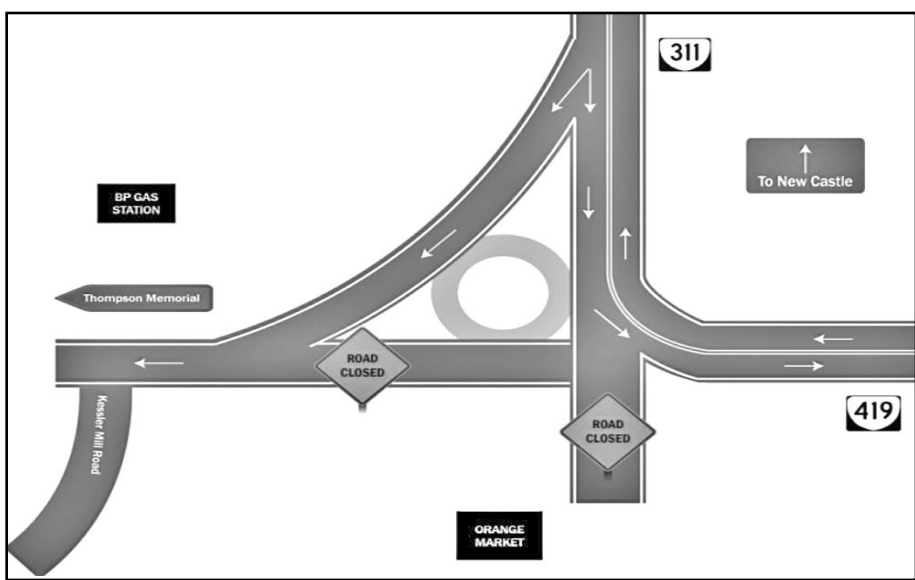 311
To New Castle
BP GAS
STATION
Thompson Memorial
ROAD
CLOSED
Kessler Mill Road
419
ROAD
CLOSED
ORANGE
MARKET